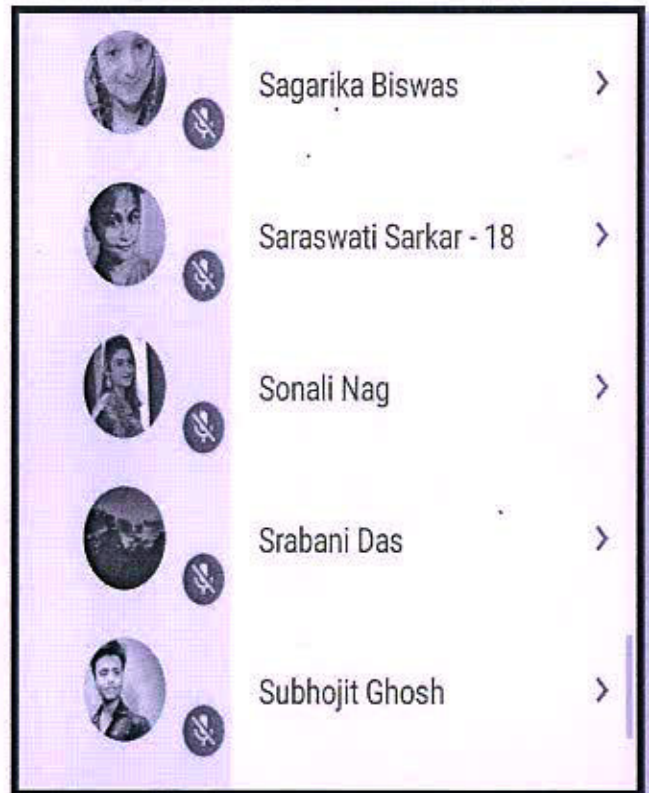 Sagarika Biswas
Saraswati Sarkar - 18
Sonali Nag
Srabani Das
Subhojit Ghosh